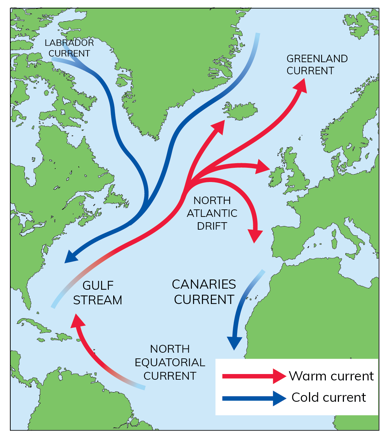 LABRADOR
CURRENT
GREENLAND
CURRENT
NORTH
ATLANTIC
DRIFT
GULF
STREAM
CANARIES
CURRENT
NORTH
EQUATORIAL
CURRENT
Warm current
Cold current